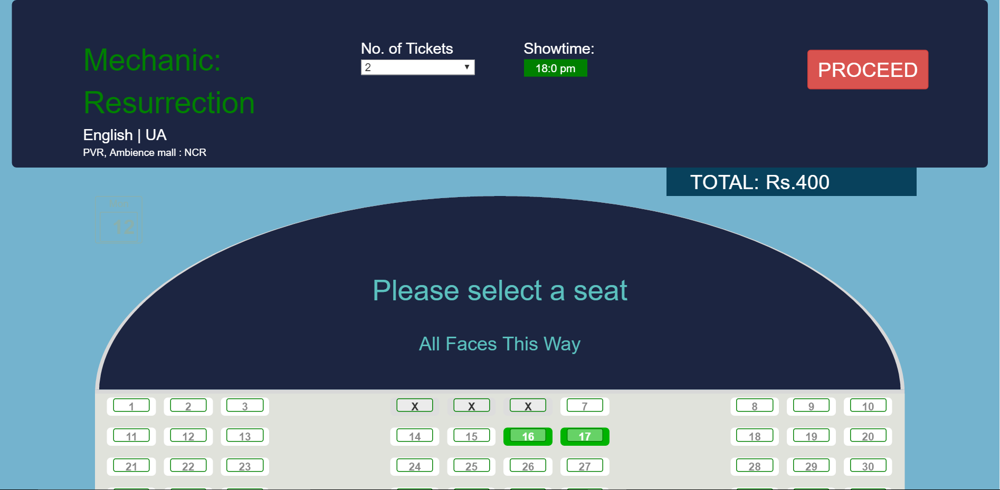 Mechanic:
Resurrection
English | UA
PVR, Ambience mall : NCR
No. of Tickets
2
Showtime:
18:0 pm
PROCEED
TOTAL: Rs.400
12
Please select a seat
All Faces This Way
1 2 3 X X X 7 8 9 10
11 12 13 14 15 16 17 18 19 20
21 22 23 24 25 26 27 28 29 30